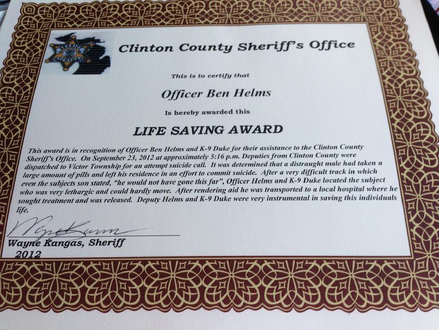 Clinton County Sheriff's Office
This is to certify that
Officer Ben Helms
Is hereby awarded this
LIFE SAVING AWARD
This award is in recognition of Officer Ben Helms and K-9 Duke for their assistance to the Clinton County
Sheriff's Office. On September 23, 2012 at approximately 5:16 p.m. Deputies from Clinton County were
dispatched to Victor Township for an attempt suicide call. It was determined that a distraught male had taken a
large amount of pills and left his residence in an effort to commit suicide. After a very difficult track in which
even the subjects son stated, "he would not have gone this far", Officer Helms and K-9 Duke located the subject
who was very lethargic and could hardly move. After rendering aid he was transported to a local hospital where he
sought treatment and was released. Deputy Helms and K-9 Duke were very instrumental in saving this individuals
life.
Wayne Kangas, Sheriff
2012